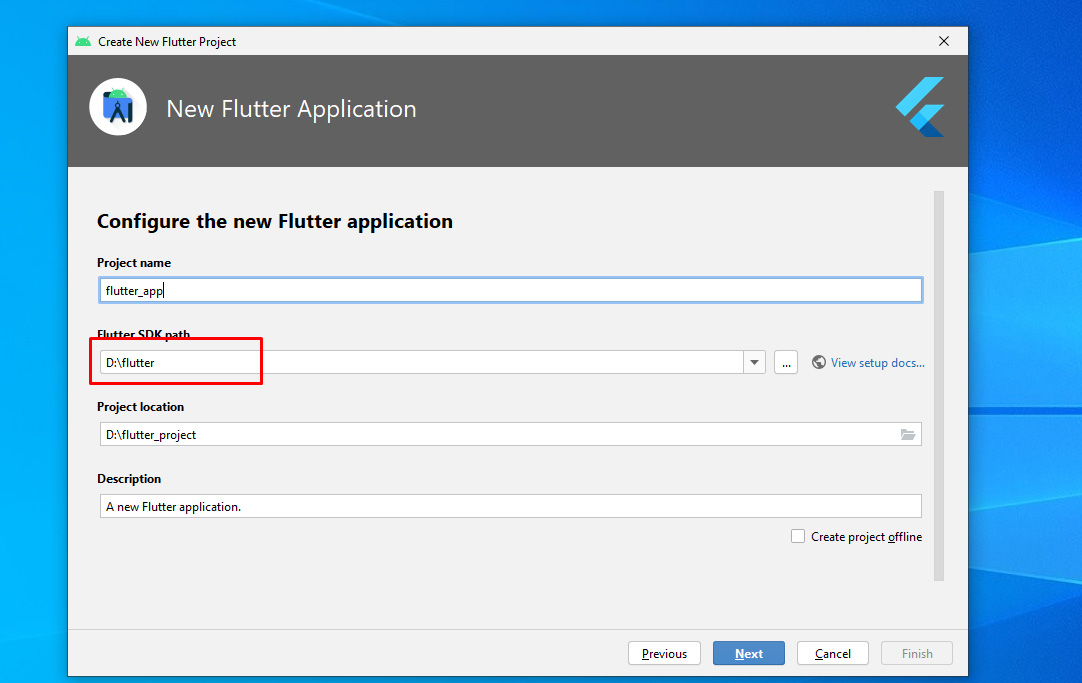 Create New Flutter Project
New Flutter Application
Configure the new Flutter application
Project name
flutter_app
Flutter SDK path
D:\flutter
... View setup docs...
Project location
D:\flutter_project
Description
A new Flutter application.
Create project offline
Previous Next Cancel Finish